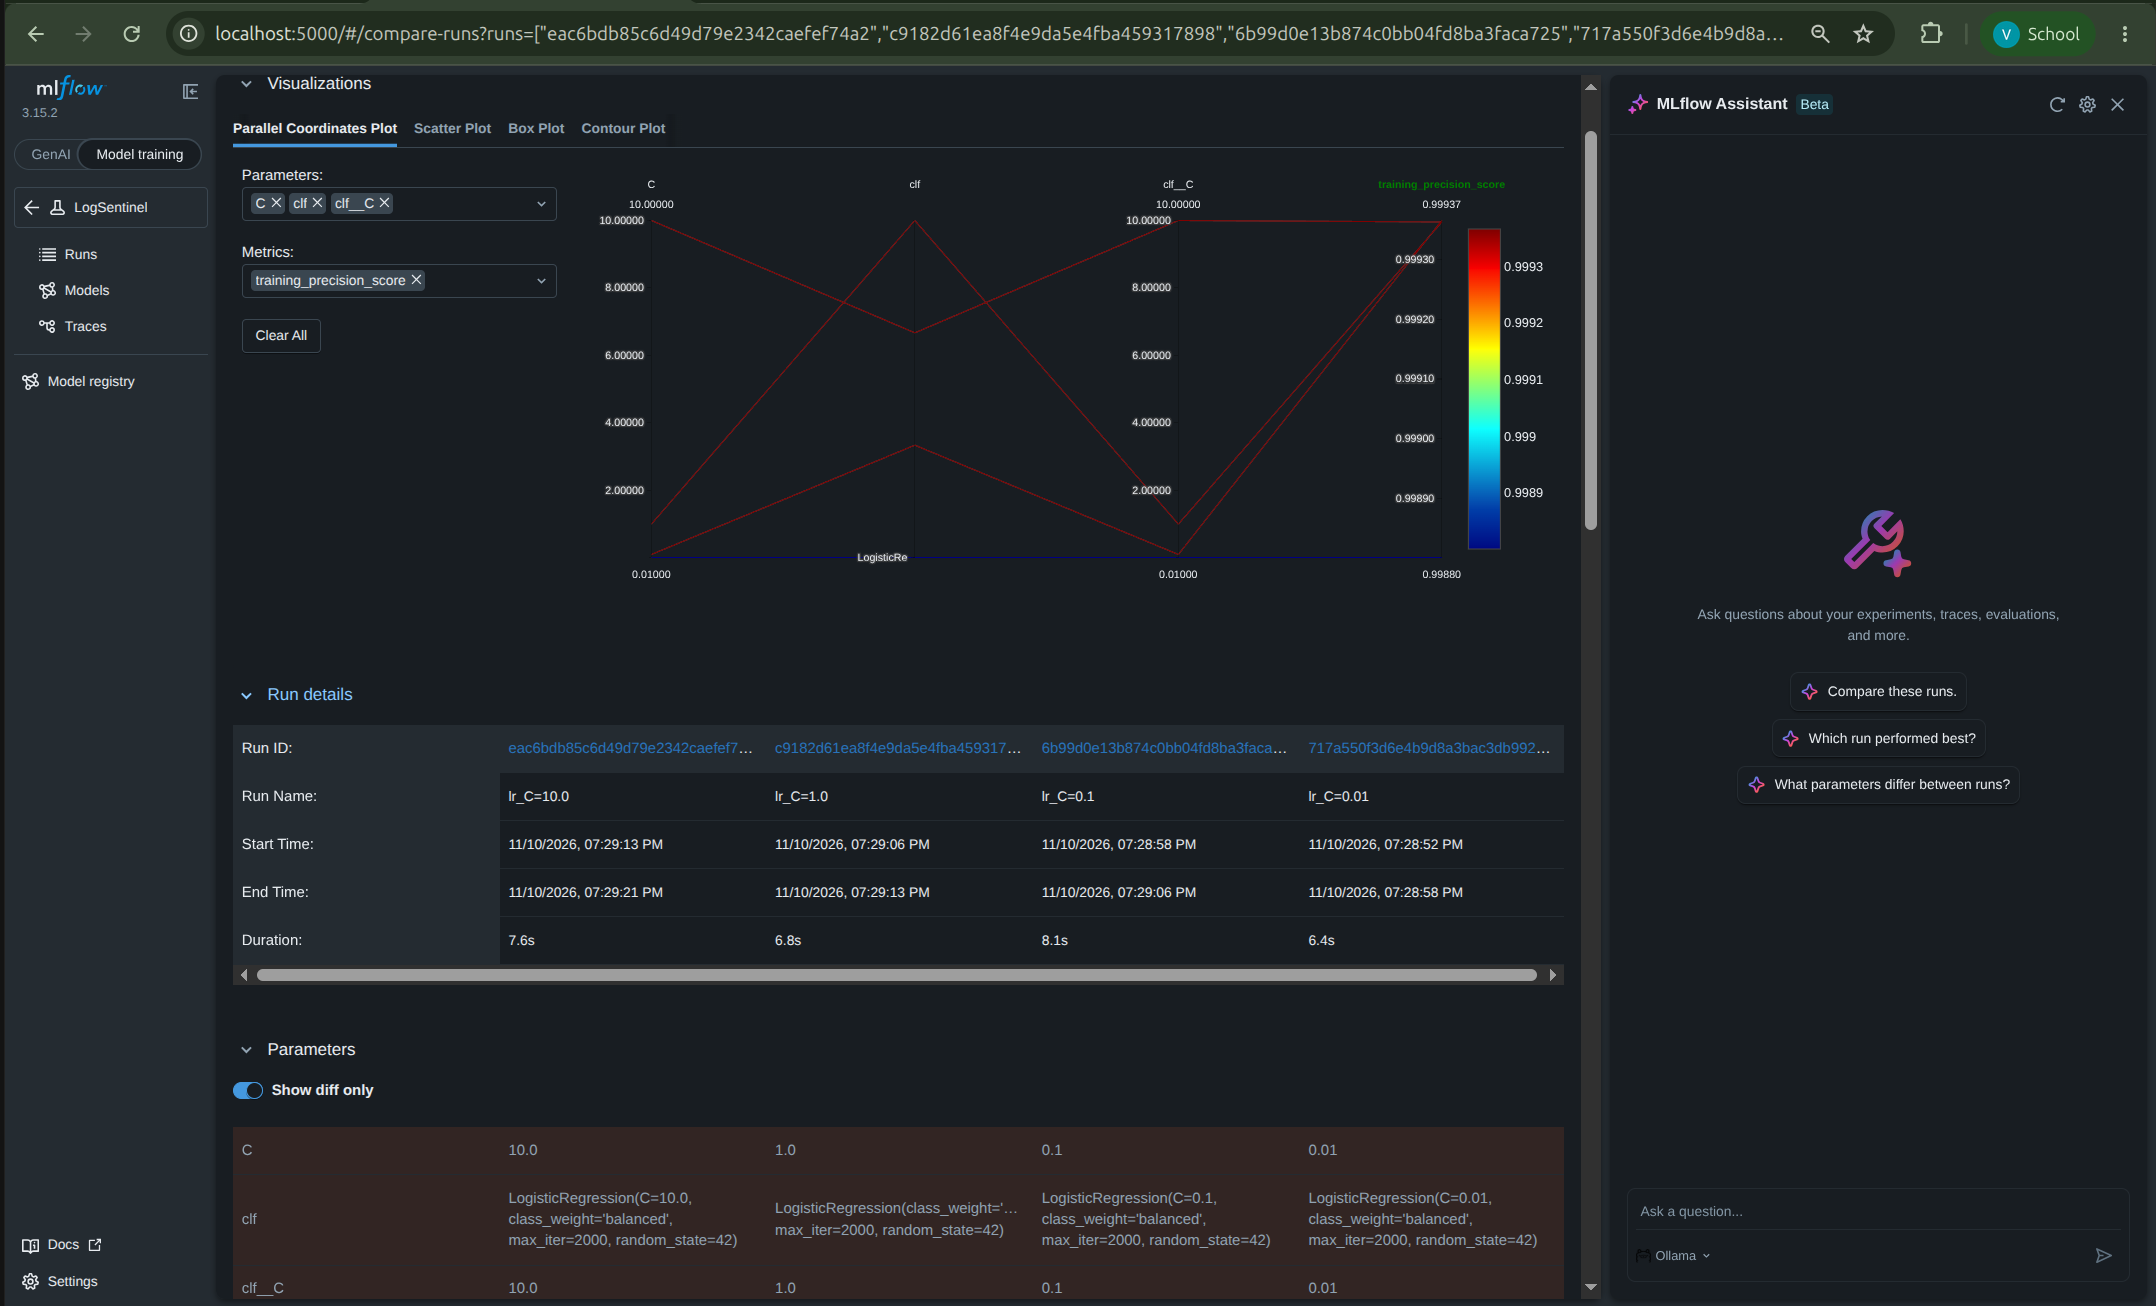 localhost:5000/#/compare-runs?runs=["eac6bdb85c6d49d79e2342caefef74a2","c9182d61ea8f4e9da5e4fba459317898","6b99d0e13b874c0bb04fd8ba3faca725","717a550f3d6e4b9d8a...
V School
mlflow
3.15.2
GenAI Model training
LogSentinel
Runs
Models
Traces
Model registry
Docs
Settings
Visualizations
Parallel Coordinates Plot Scatter Plot Box Plot Contour Plot
Parameters:
C clf clf__C
Metrics:
training_precision_score
Clear All
C clf clf__C training_precision_score
10.00000 10.00000 0.99937
10.00000 10.00000
8.00000 8.00000
6.00000 6.00000
4.00000 4.00000
2.00000 2.00000
0.99930
0.99920
0.99910
0.99900
0.99890
0.9993
0.9992
0.9991
0.999
0.9989
LogisticRe
0.01000 0.01000 0.99880
Run details
Run ID: eac6bdb85c6d49d79e2342caefef7... c9182d61ea8f4e9da5e4fba459317... 6b99d0e13b874c0bb04fd8ba3faca... 717a550f3d6e4b9d8a3bac3db992...
Run Name: lr_C=10.0 lr_C=1.0 lr_C=0.1 lr_C=0.01
Start Time: 11/10/2026, 07:29:13 PM 11/10/2026, 07:29:06 PM 11/10/2026, 07:28:58 PM 11/10/2026, 07:28:52 PM
End Time: 11/10/2026, 07:29:21 PM 11/10/2026, 07:29:13 PM 11/10/2026, 07:29:06 PM 11/10/2026, 07:28:58 PM
Duration: 7.6s 6.8s 8.1s 6.4s
Parameters
Show diff only
C 10.0 1.0 0.1 0.01
clf
LogisticRegression(C=10.0,
class_weight='balanced',
max_iter=2000, random_state=42)
LogisticRegression(class_weight='...
max_iter=2000, random_state=42)
LogisticRegression(C=0.1,
class_weight='balanced',
max_iter=2000, random_state=42)
LogisticRegression(C=0.01,
class_weight='balanced',
max_iter=2000, random_state=42)
clf__C 10.0 1.0 0.1 0.01
MLflow Assistant Beta
Ask questions about your experiments, traces, evaluations,
and more.
Compare these runs.
Which run performed best?
What parameters differ between runs?
Ask a question...
Ollama